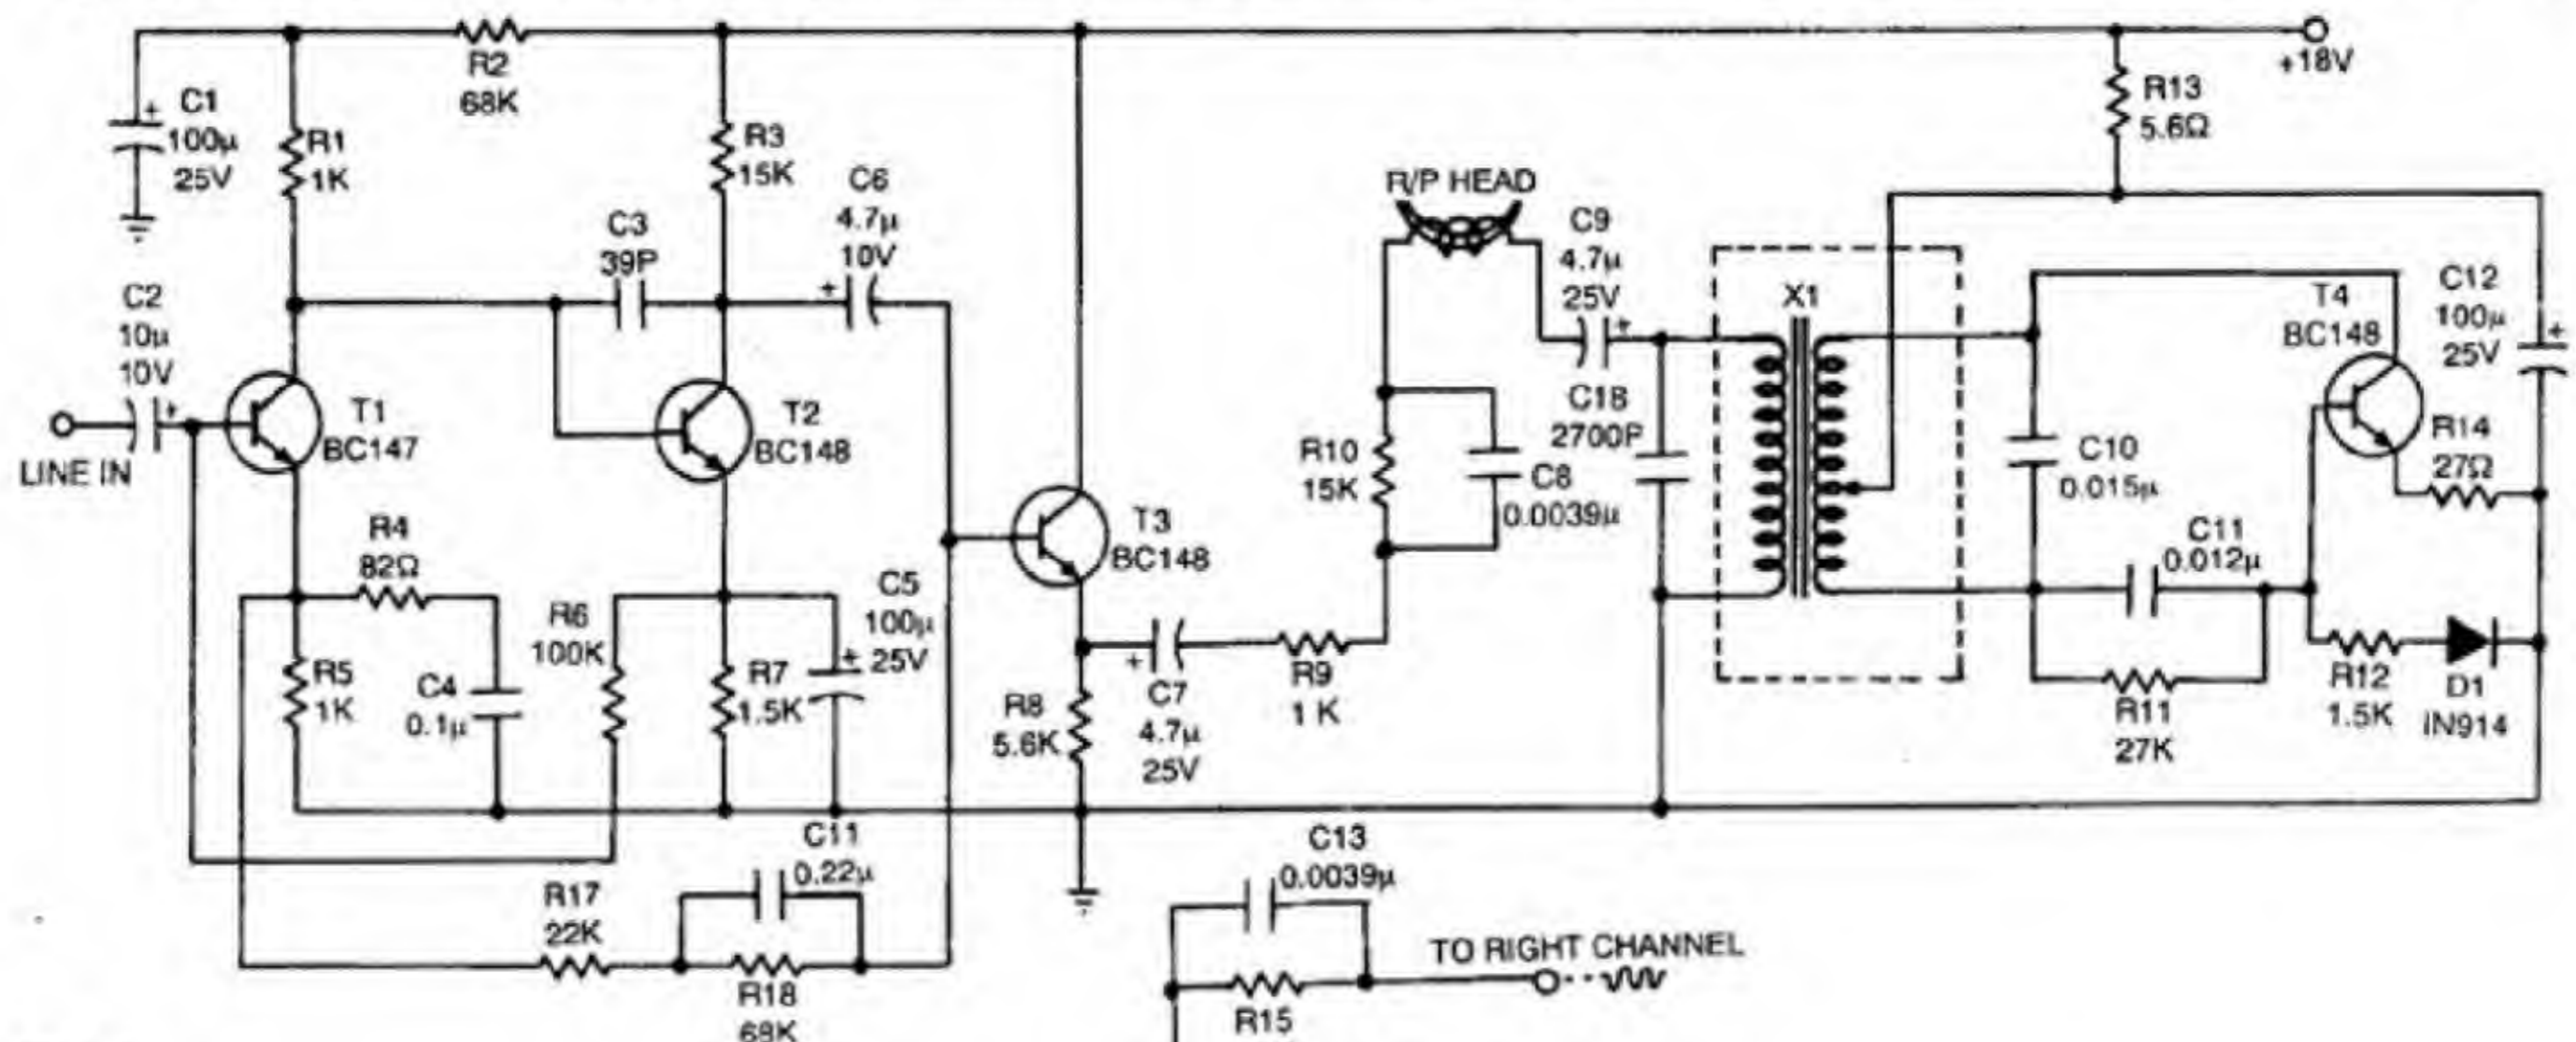 R2
68K
+18V
C1
100µ
25V
R1
1K
R3
15K
C6
4.7µ
10V
R13
5.6Ω
R/P HEAD
C3
39P
C9
4.7µ
25V
C2
10µ
10V
X1
T4
BC148
C12
100µ
25V
LINE IN
T1
BC147
T2
BC148
R10
15K
C18
2700P
C8
0.0039µ
C10
0.015µ
R14
27Ω
R4
82Ω
T3
BC148
C11
0.012µ
R6
100K
C5
100µ
25V
R5
1K
C4
0.1µ
R7
1.5K
R8
5.6K
C7
4.7µ
25V
R9
1 K
R11
27K
R12
1.5K
D1
IN914
C11
0.22µ
R17
22K
R18
68K
C13
0.0039µ
R15
TO RIGHT CHANNEL